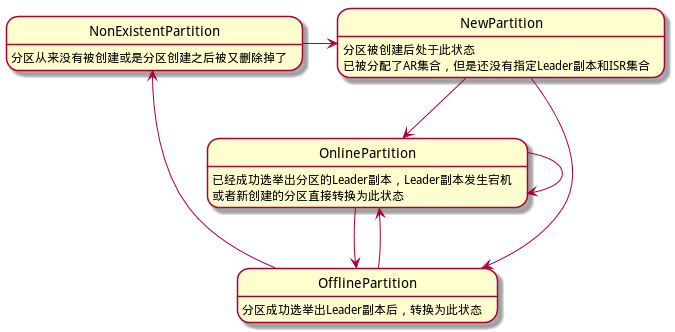 NonExistentPartition
分区从来没有被创建或是分区创建之后被又删除掉了
NewPartition
分区被创建后处于此状态
已被分配了AR集合，但是还没有指定Leader副本和ISR集合
OnlinePartition
已经成功选举出分区的Leader副本，Leader副本发生宕机
或者新创建的分区直接转换为此状态
OfflinePartition
分区成功选举出Leader副本后，转换为此状态